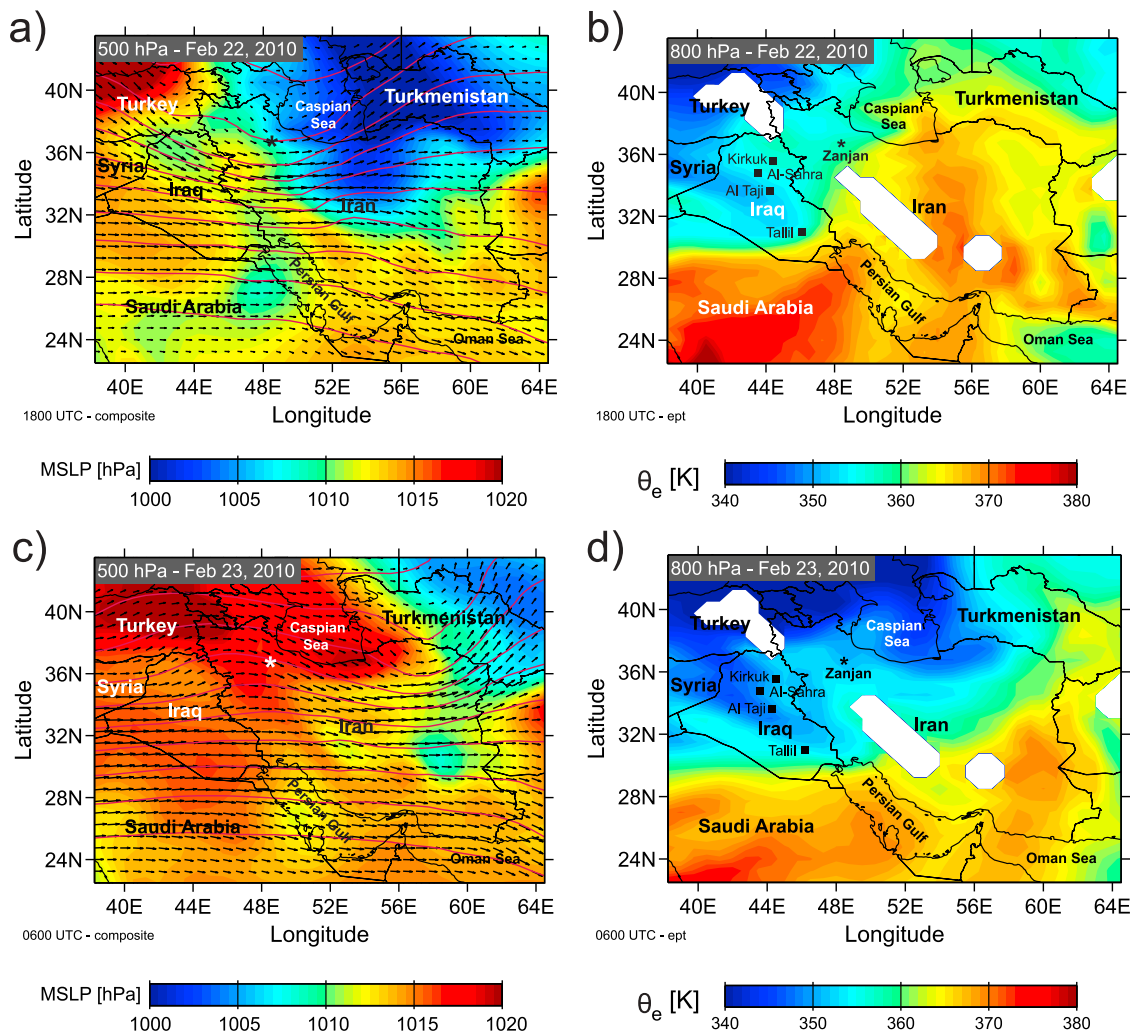 a)
500 hPa - Feb 22, 2010
40N
36N
32N
28N
24N
Latitude
Turkey
Caspian
Sea
Turkmenistan
*
Syria
Iraq
Iran
Persian Gulf
Saudi Arabia
Oman Sea
40E 44E 48E 52E 56E 60E 64E
1800 UTC - composite
Longitude
MSLP [hPa]
1000 1005 1010 1015 1020
b)
800 hPa - Feb 22, 2010
40N
36N
32N
28N
24N
Latitude
Turkey
Caspian
Sea
Turkmenistan
*
Zanjan
Syria
Kirkuk
Al-Sahra
Al Taji
Iraq
Iran
Tallil
Persian Gulf
Saudi Arabia
Oman Sea
40E 44E 48E 52E 56E 60E 64E
1800 UTC - ept
Longitude
θe [K]
340 350 360 370 380
c)
500 hPa - Feb 23, 2010
40N
36N
32N
28N
24N
Latitude
Turkey
Caspian
Sea
Turkmenistan
*
Syria
Iraq
Iran
Persian Gulf
Saudi Arabia
Oman Sea
40E 44E 48E 52E 56E 60E 64E
0600 UTC - composite
Longitude
MSLP [hPa]
1000 1005 1010 1015 1020
d)
800 hPa - Feb 23, 2010
40N
36N
32N
28N
24N
Latitude
Turkey
Caspian
Sea
Turkmenistan
*
Zanjan
Syria
Kirkuk
Al-Sahra
Al Taji
Iraq
Iran
Tallil
Persian Gulf
Saudi Arabia
Oman Sea
40E 44E 48E 52E 56E 60E 64E
0600 UTC - ept
Longitude
θe [K]
340 350 360 370 380